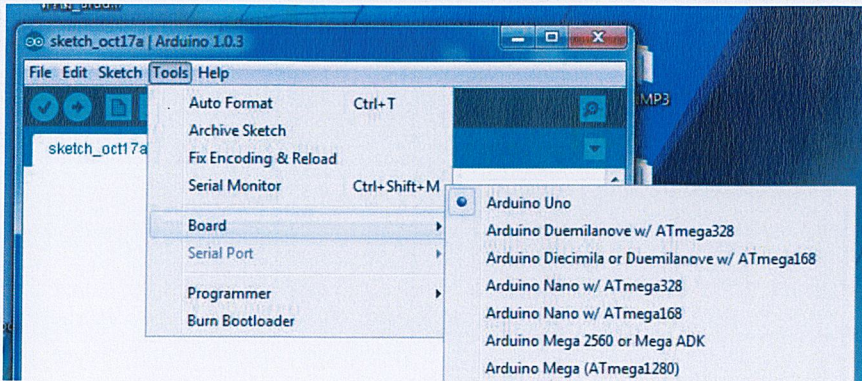 sketch_oct17a | Arduino 1.0.3
File Edit Sketch Tools Help
MP3
sketch_oct17a
Auto Format Ctrl+T
Archive Sketch
Fix Encoding & Reload
Serial Monitor Ctrl+Shift+M
Board
Serial Port
Programmer
Burn Bootloader
Arduino Uno
Arduino Duemilanove w/ ATmega328
Arduino Diecimila or Duemilanove w/ ATmega168
Arduino Nano w/ ATmega328
Arduino Nano w/ ATmega168
Arduino Mega 2560 or Mega ADK
Arduino Mega (ATmega1280)